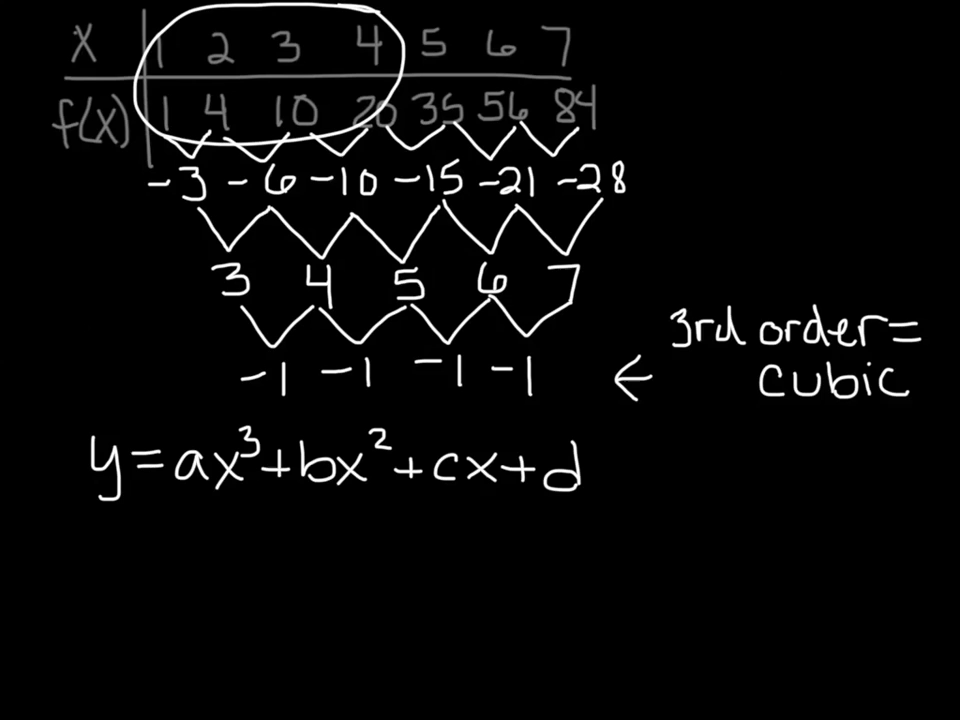 x 1 2 3 4 5 6 7
f(x) 1 4 10 20 35 56 84
-3 -6 -10 -15 -21 -28
3 4 5 6 7
-1 -1 -1 -1 ← 3rd order =
cubic
y = ax³ + bx² + cx + d